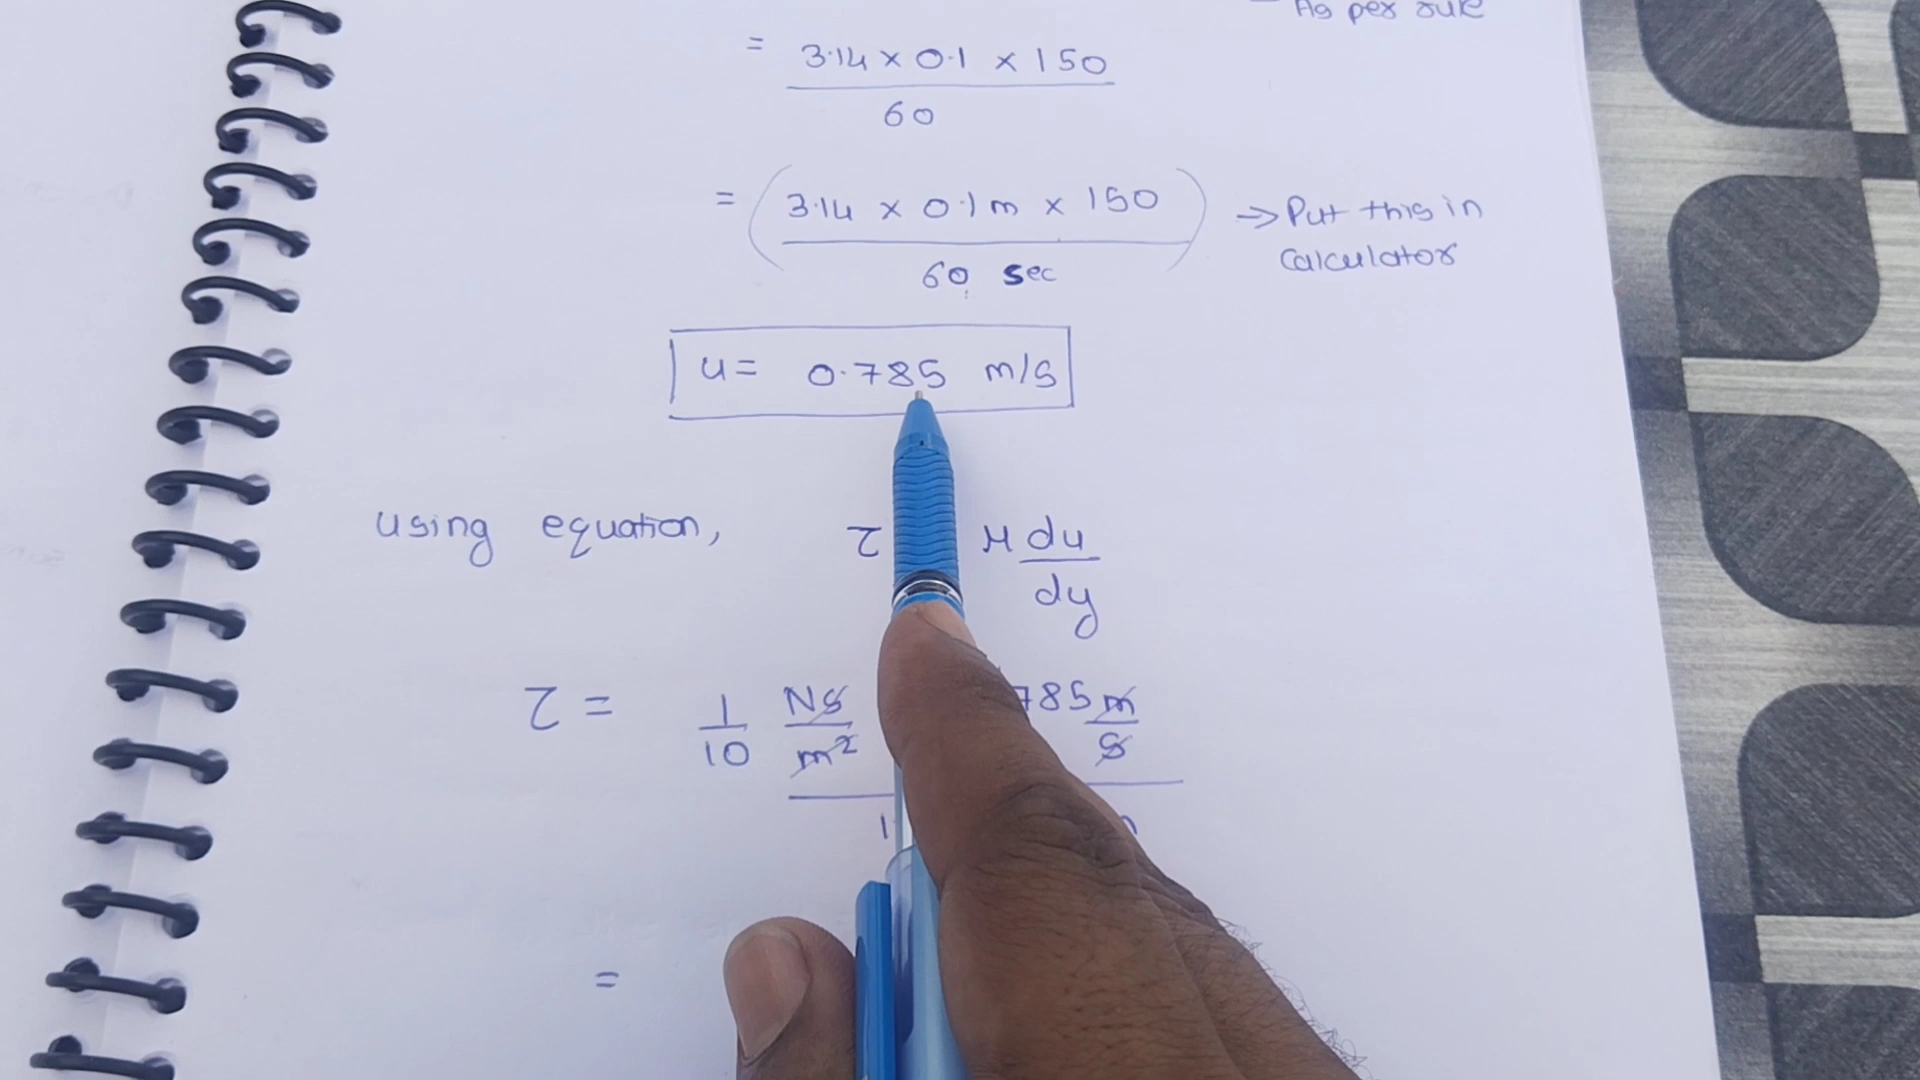 As per rule
= 3.14 × 0.1 × 150
60
= (3.14 × 0.1m × 150) → Put this in
60 sec calculator
u = 0.785 m/s
using equation, τ μ du
dy
τ = 1 Ns 785 m
10 m² s
=